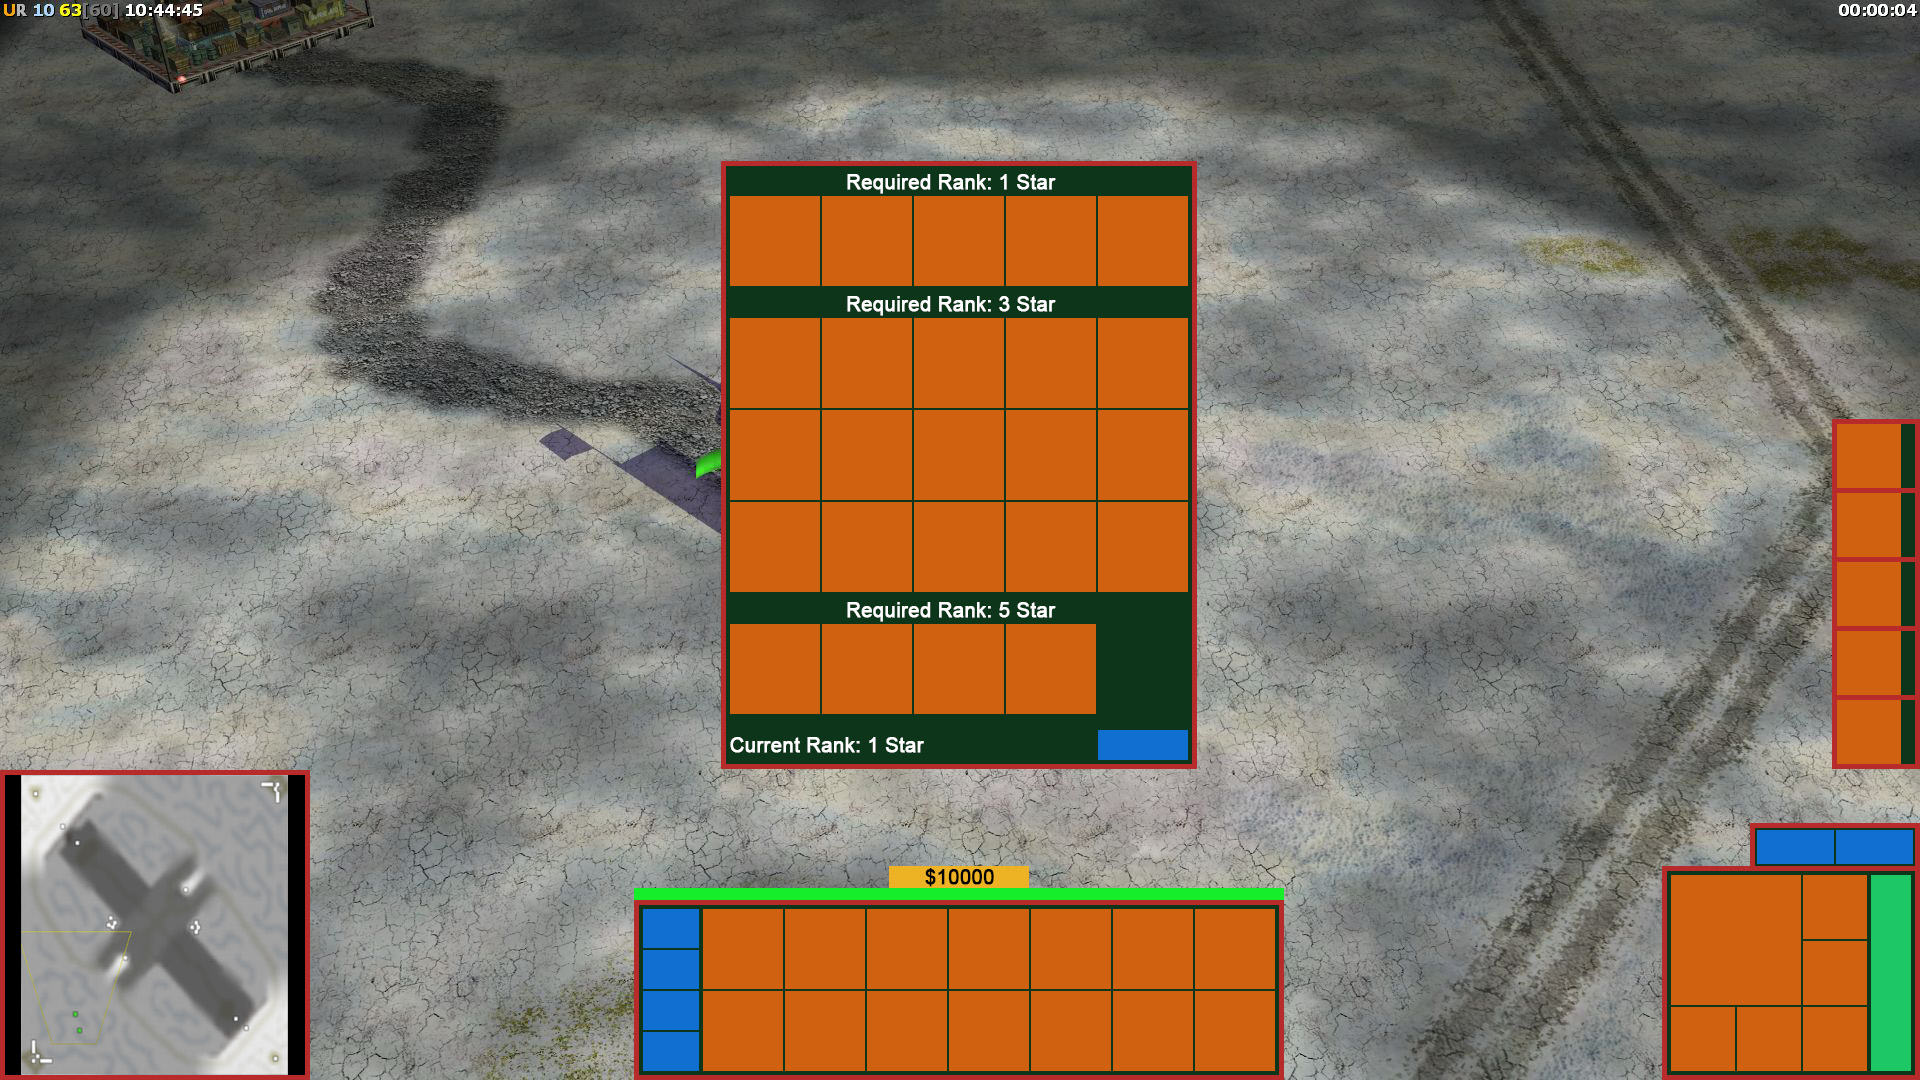 UR 10 63[60] 10:44:45
00:00:04
Required Rank: 1 Star
Required Rank: 3 Star
Required Rank: 5 Star
Current Rank: 1 Star
$10000